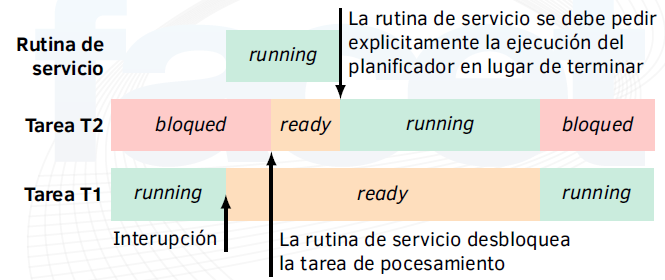 La rutina de servicio se debe pedir
explicitamente la ejecución del
planificador en lugar de terminar
Rutina de
servicio
running
Tarea T2
bloqued
ready
running
bloqued
Tarea T1
running
ready
running
Interupción
La rutina de servicio desbloquea
la tarea de pocesamiento